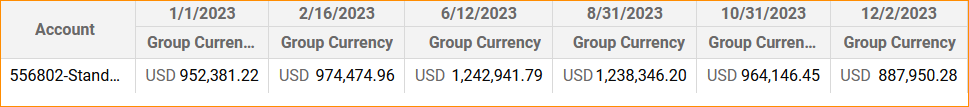 Account 1/1/2023 2/16/2023 6/12/2023 8/31/2023 10/31/2023 12/2/2023
Group Curren... Group Currency Group Currency Group Currency Group Curren... Group Currency
556802-Stand... USD 952,381.22 USD 974,474.96 USD 1,242,941.79 USD 1,238,346.20 USD 964,146.45 USD 887,950.28